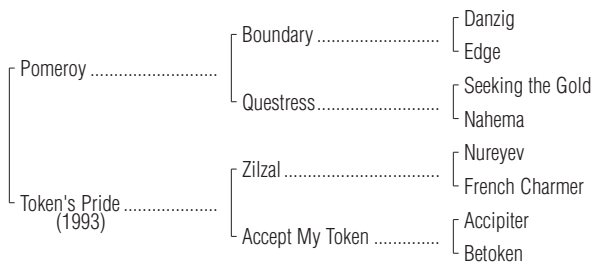 Danzig
Boundary ..........................
Edge
Pomeroy ...........................
Seeking the Gold
Questress..........................
Nahema
Nureyev
Zilzal .................................
French Charmer
Token's Pride ....................
(1993)
Accipiter
Accept My Token ..............
Betoken